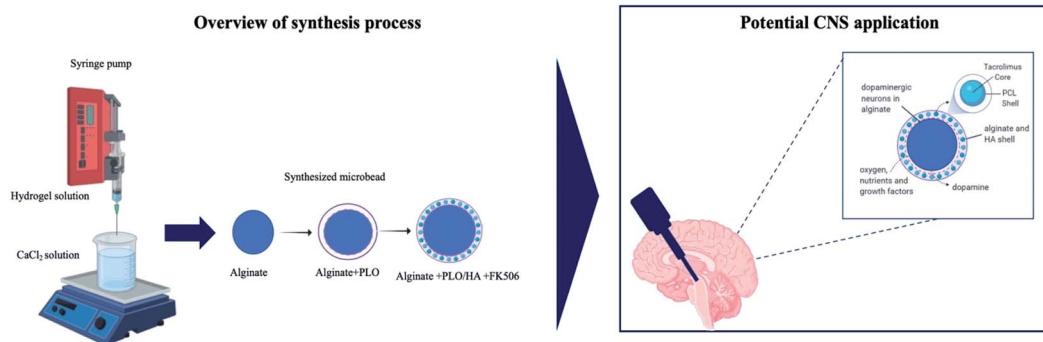 Overview of synthesis process
Syringe pump
Hydrogel solution
CaCl₂ solution
Synthesized microbead
Alginate
Alginate+PLO
Alginate +PLO/HA +FK506
Potential CNS application
Tacrolimus
Core
PCL
Shell
dopaminergic
neurons in
alginate
alginate and
HA shell
oxygen,
nutrients and
growth factors
dopamine